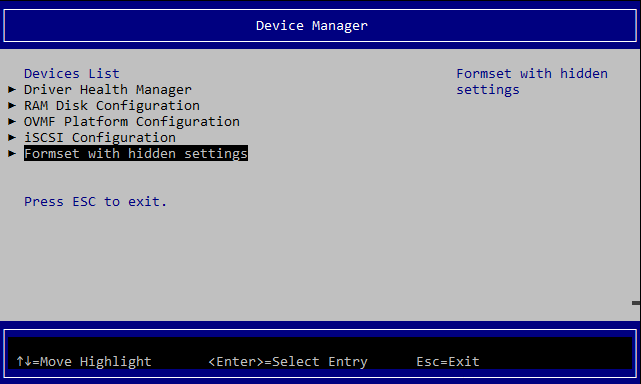 Device Manager
Devices List
Formset with hidden
▶ Driver Health Manager
settings
▶ RAM Disk Configuration
▶ OVMF Platform Configuration
▶ iSCSI Configuration
▶ Formset with hidden settings
Press ESC to exit.
↑↓=Move Highlight <Enter>=Select Entry Esc=Exit